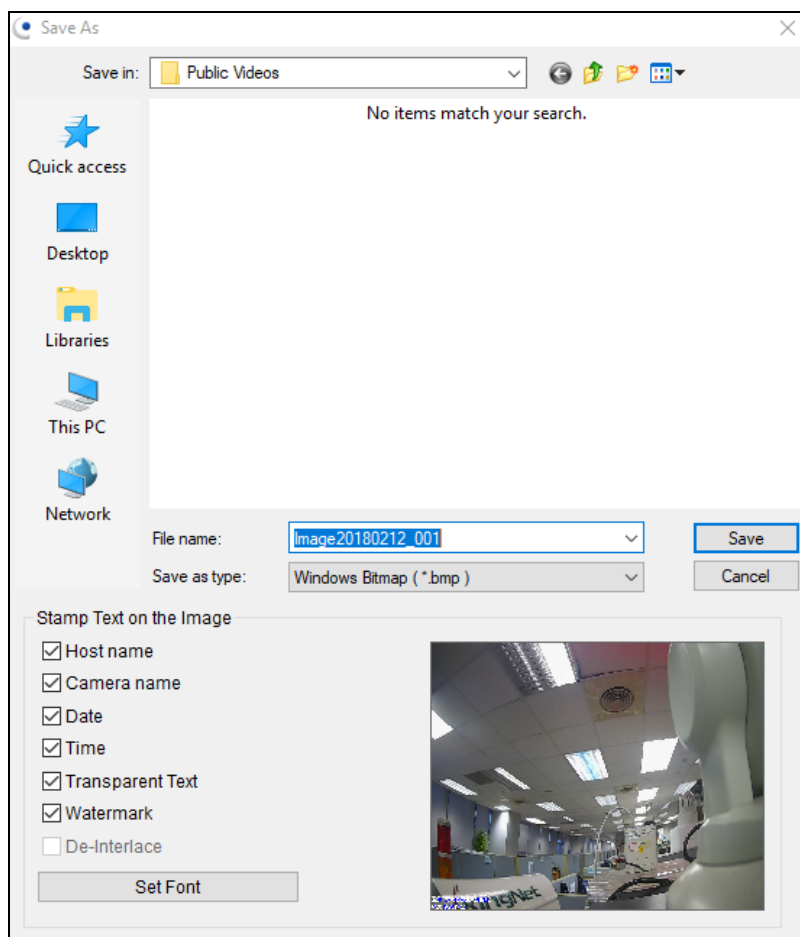 Save As
Save in: Public Videos
No items match your search.
Quick access
Desktop
Libraries
This PC
Network
File name: Image20180212_001 Save
Save as type: Windows Bitmap ( *.bmp ) Cancel
Stamp Text on the Image
Host name
Camera name
Date
Time
Transparent Text
Watermark
De-Interlace
Set Font